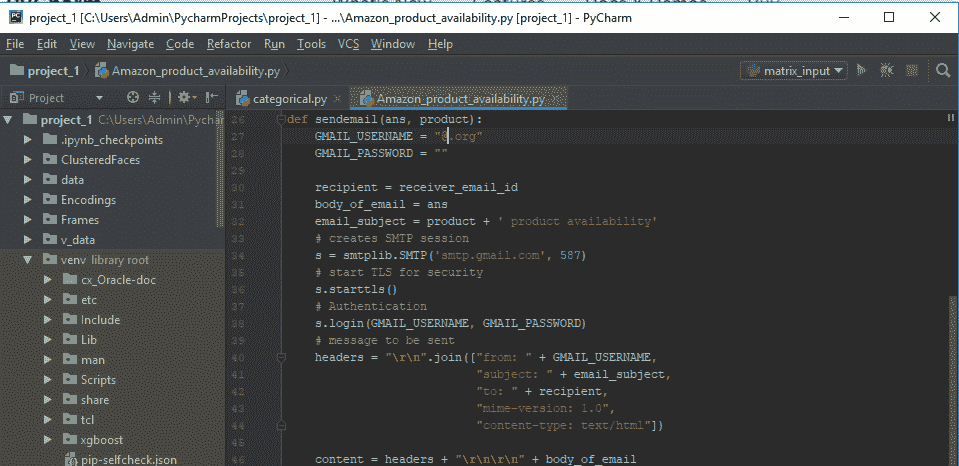 project_1 [C:\Users\Admin\PycharmProjects\project_1] - ...\Amazon_product_availability.py [project_1] - PyCharm
File Edit View Navigate Code Refactor Run Tools VCS Window Help
project_1 Amazon_product_availability.py matrix_input
Project categorical.py Amazon_product_availability.py
project_1 C:\Users\Admin\Pycharm
.ipynb_checkpoints
ClusteredFaces
data
Encodings
Frames
v_data
venv library root
cx_Oracle-doc
etc
Include
Lib
man
Scripts
share
tcl
xgboost
pip-selfcheck.json
26 def sendemail(ans, product):
27 GMAIL_USERNAME = "@.org"
28 GMAIL_PASSWORD = ""
29
30 recipient = receiver_email_id
31 body_of_email = ans
32 email_subject = product + ' product availability'
33 # creates SMTP session
34 s = smtplib.SMTP('smtp.gmail.com', 587)
35 # start TLS for security
36 s.starttls()
37 # Authentication
38 s.login(GMAIL_USERNAME, GMAIL_PASSWORD)
39 # message to be sent
40 headers = "\r\n".join(["from: " + GMAIL_USERNAME,
41 "subject: " + email_subject,
42 "to: " + recipient,
43 "mime-version: 1.0",
44 "content-type: text/html"])
45
46 content = headers + "\r\n\r\n" + body_of_email